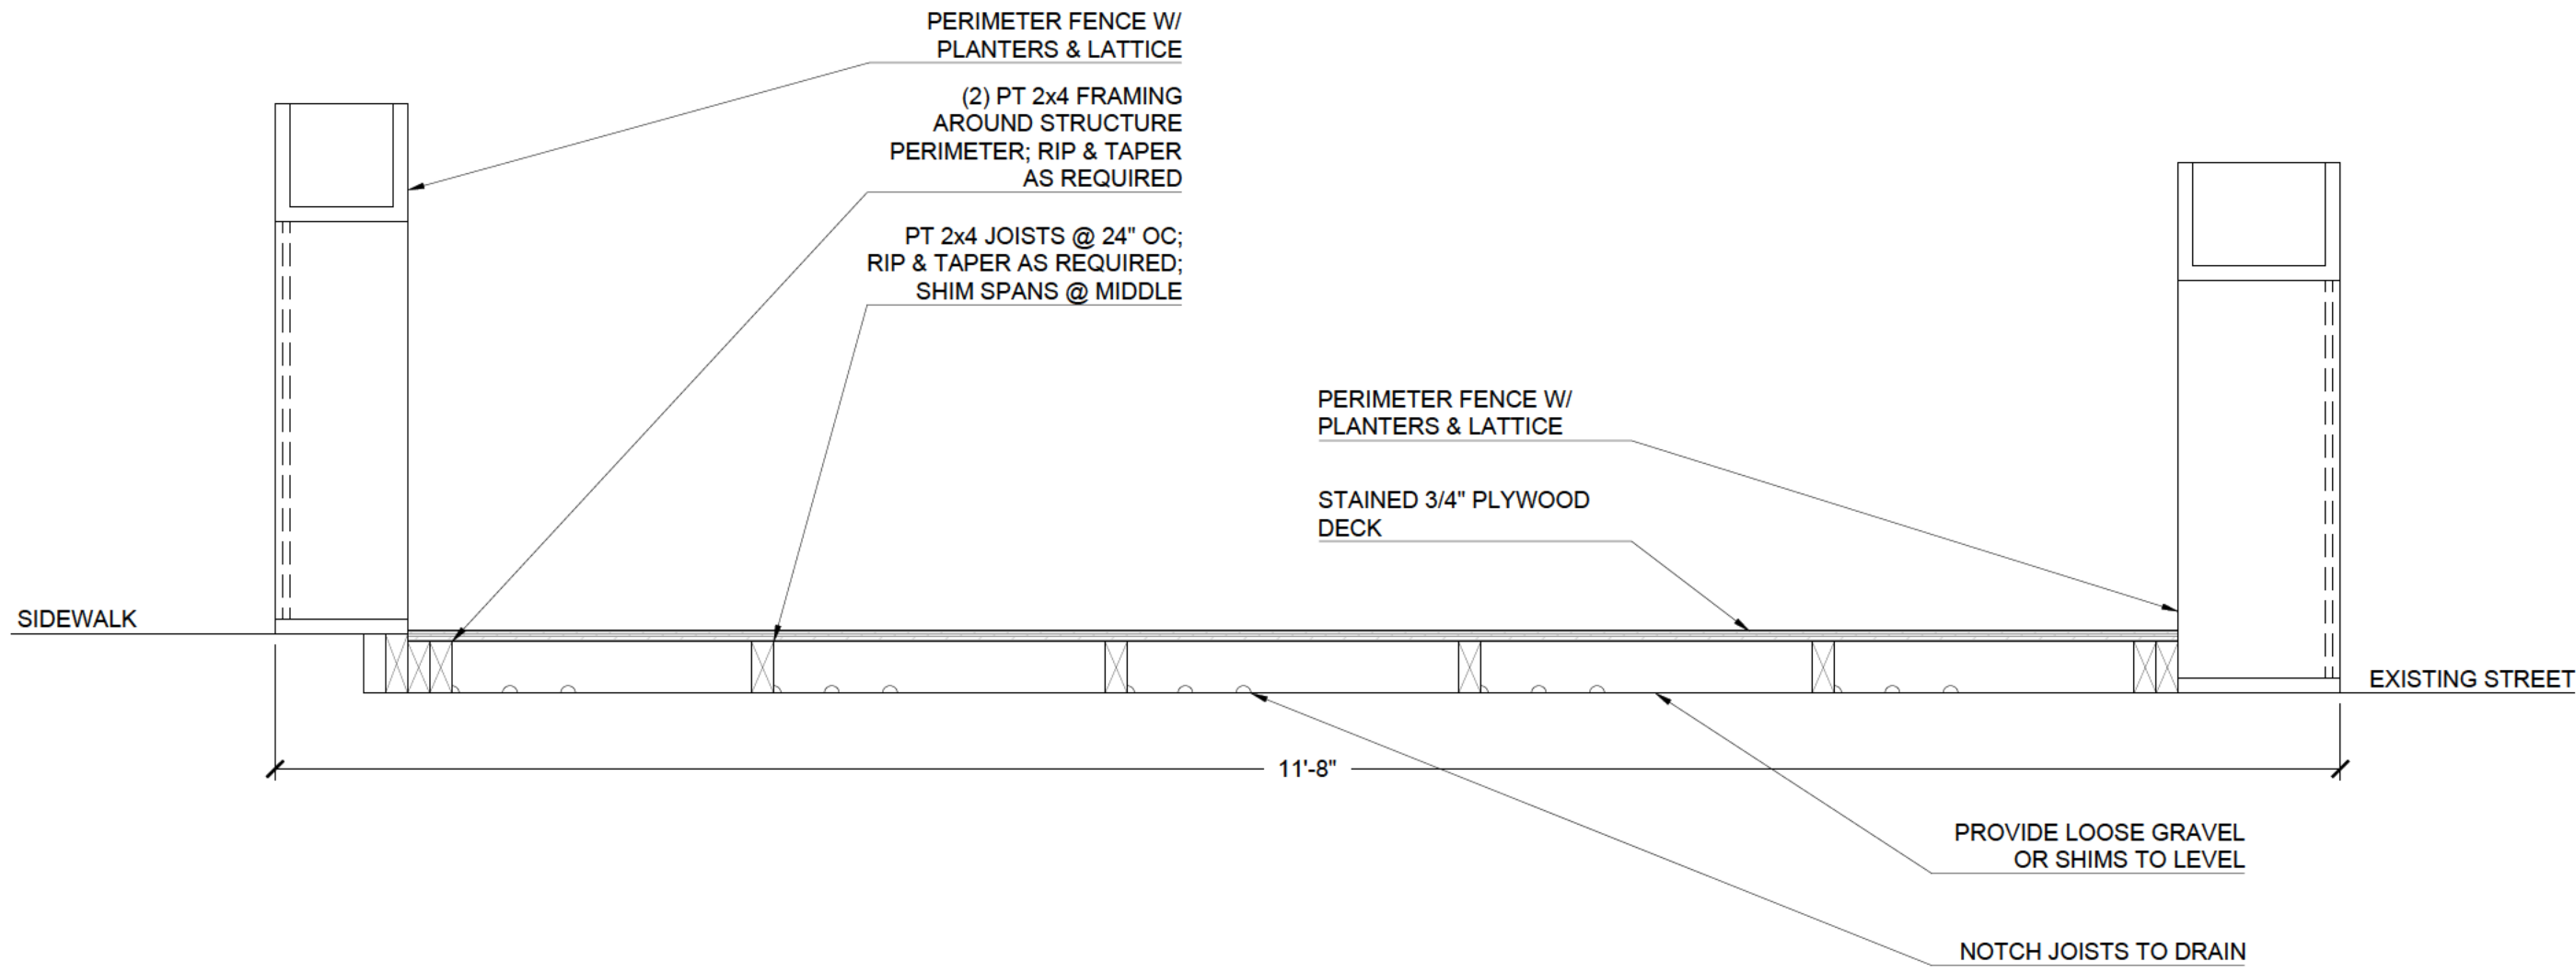 PERIMETER FENCE W/
PLANTERS & LATTICE
(2) PT 2x4 FRAMING
AROUND STRUCTURE
PERIMETER; RIP & TAPER
AS REQUIRED
PT 2x4 JOISTS @ 24" OC;
RIP & TAPER AS REQUIRED;
SHIM SPANS @ MIDDLE
PERIMETER FENCE W/
PLANTERS & LATTICE
STAINED 3/4" PLYWOOD
DECK
SIDEWALK
EXISTING STREET
11'-8"
PROVIDE LOOSE GRAVEL
OR SHIMS TO LEVEL
NOTCH JOISTS TO DRAIN